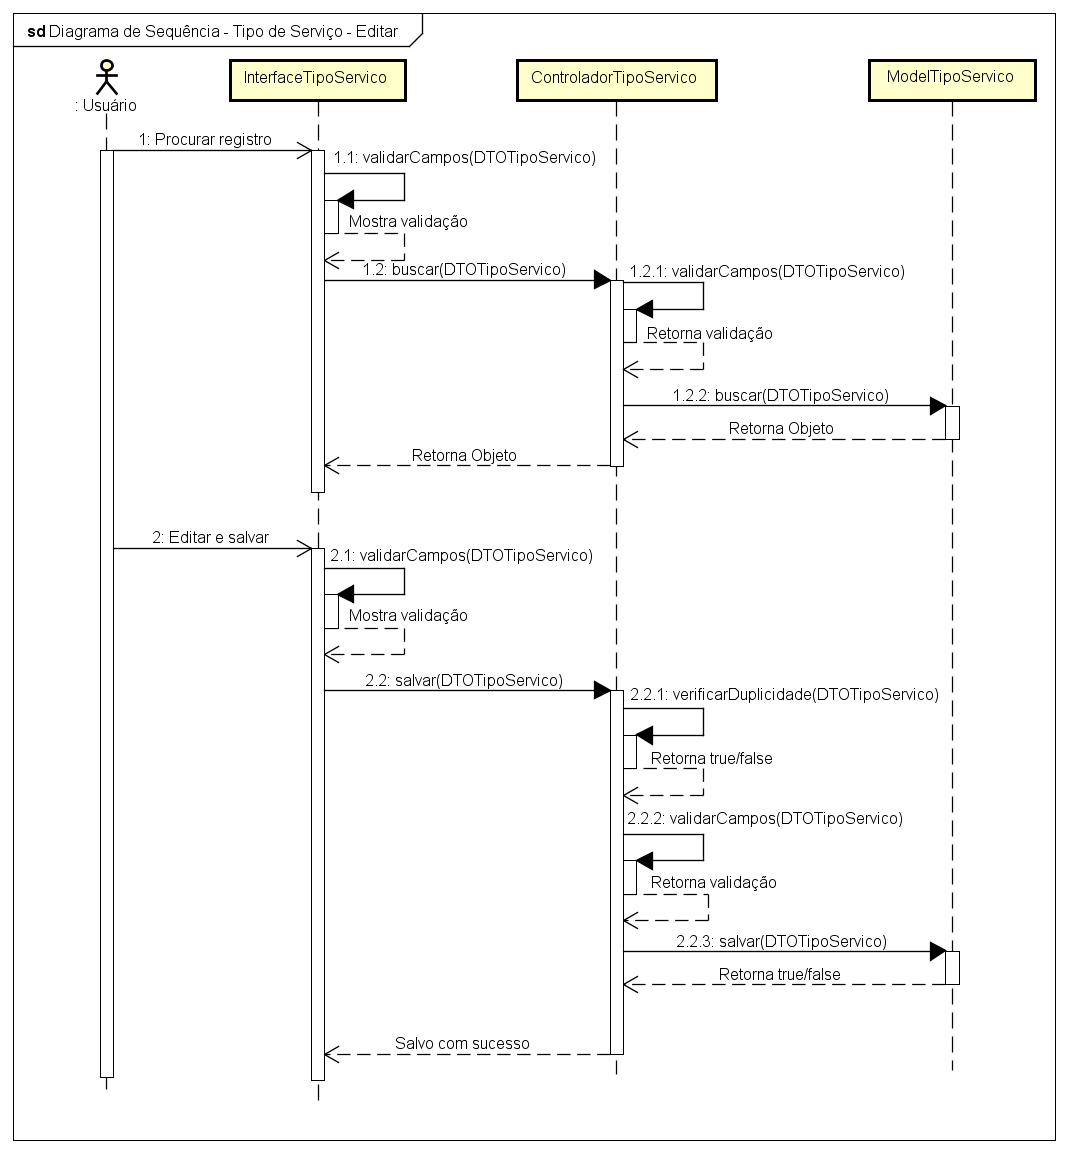 sd Diagrama de Sequência - Tipo de Serviço - Editar
: Usuário
InterfaceTipoServico
ControladorTipoServico
ModelTipoServico
1: Procurar registro
1.1: validarCampos(DTOTipoServico)
Mostra validação
1.2: buscar(DTOTipoServico)
1.2.1: validarCampos(DTOTipoServico)
Retorna validação
1.2.2: buscar(DTOTipoServico)
Retorna Objeto
Retorna Objeto
2: Editar e salvar
2.1: validarCampos(DTOTipoServico)
Mostra validação
2.2: salvar(DTOTipoServico)
2.2.1: verificarDuplicidade(DTOTipoServico)
Retorna true/false
2.2.2: validarCampos(DTOTipoServico)
Retorna validação
2.2.3: salvar(DTOTipoServico)
Retorna true/false
Salvo com sucesso